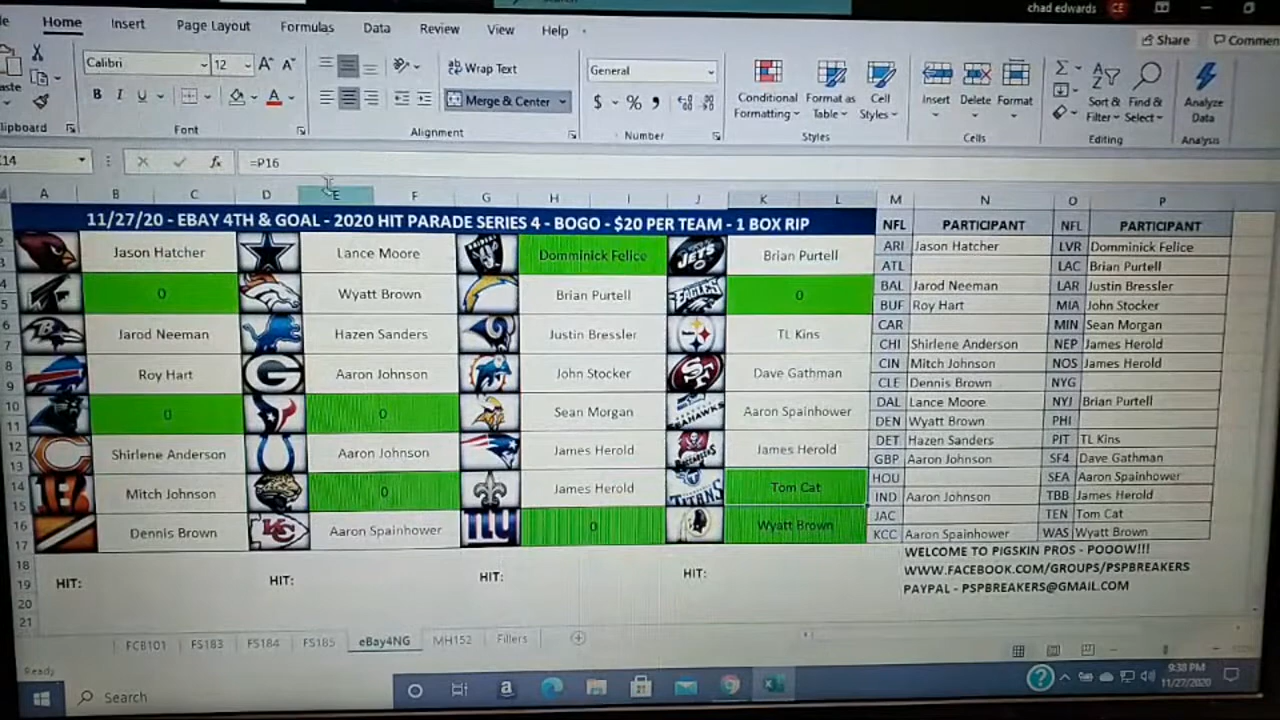 chad edwards CE
Home Insert Page Layout Formulas Data Review View Help
Share Commen
Calibri 12 A A Wrap Text General
B I U A Merge & Center $ % Conditional Formatting Format as Table Cell Styles Insert Delete Format Sort & Filter Find & Select Analyze Data
Clipboard Font Alignment Number Styles Cells Editing Analysis
fx =P16
A B C D E F G H I J K L M N O P
11/27/20 - EBAY 4TH & GOAL - 2020 HIT PARADE SERIES 4 - BOGO - $20 PER TEAM - 1 BOX RIP NFL PARTICIPANT NFL PARTICIPANT
Jason Hatcher Lance Moore Domminick Felice Brian Purtell
0 Wyatt Brown Brian Purtell 0
Jarod Neeman Hazen Sanders Justin Bressler TL Kins
Roy Hart Aaron Johnson John Stocker Dave Gathman
0 0 Sean Morgan Aaron Spainhower
Shirlene Anderson Aaron Johnson James Herold James Herold
Mitch Johnson 0 James Herold Tom Cat
Dennis Brown Aaron Spainhower 0 Wyatt Brown
ARI Jason Hatcher LVR Domminick Felice
ATL LAC Brian Purtell
BAL Jarod Neeman LAR Justin Bressler
BUF Roy Hart MIA John Stocker
CAR MIN Sean Morgan
CHI Shirlene Anderson NEP James Herold
CIN Mitch Johnson NOS James Herold
CLE Dennis Brown NYG
DAL Lance Moore NYJ Brian Purtell
DEN Wyatt Brown PHI
DET Hazen Sanders PIT TL Kins
GBP Aaron Johnson SF4 Dave Gathman
HOU SEA Aaron Spainhower
IND Aaron Johnson TBB James Herold
JAC TEN Tom Cat
KCC Aaron Spainhower WAS Wyatt Brown
WELCOME TO PIGSKIN PROS - POOOW!!!
WWW.FACEBOOK.COM/GROUPS/PSPBREAKERS
PAYPAL - PSPBREAKERS@GMAIL.COM
HIT: HIT: HIT: HIT:
FCB101 FS183 FS184 FS185 eBay4NG MH152 Fillers
Ready
Search
9:38 PM
11/27/2020